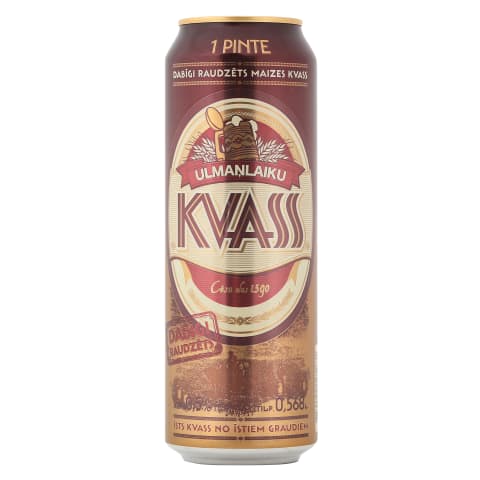 1 PINTE
DABĪGI RAUDZĒTS MAIZES KVASS
ULMAŅLAIKU
KVASS
Cēsu alus 1590
DABĪGI
RAUDZĒTS
TILP. 0,568L
ĪSTS KVASS NO ĪSTIEM GRAUDIEM